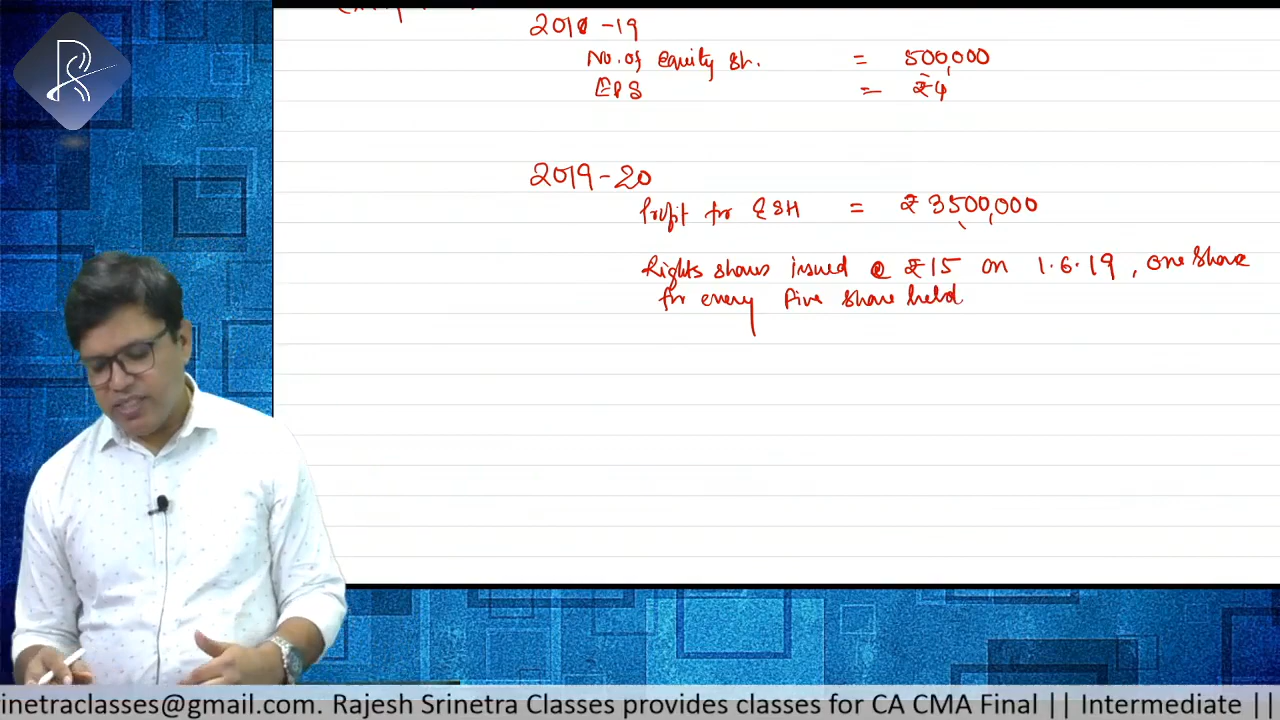 2018-19
No. of equity sh. = 500,000
EPS = ₹4
2019-20
Profit for ESH = ₹3500,000
Rights shares issued @ ₹15 on 1.6.19, one share
for every five share held
rinetraclasses@gmail.com. Rajesh Srinetra Classes provides classes for CA CMA Final || Intermediate ||